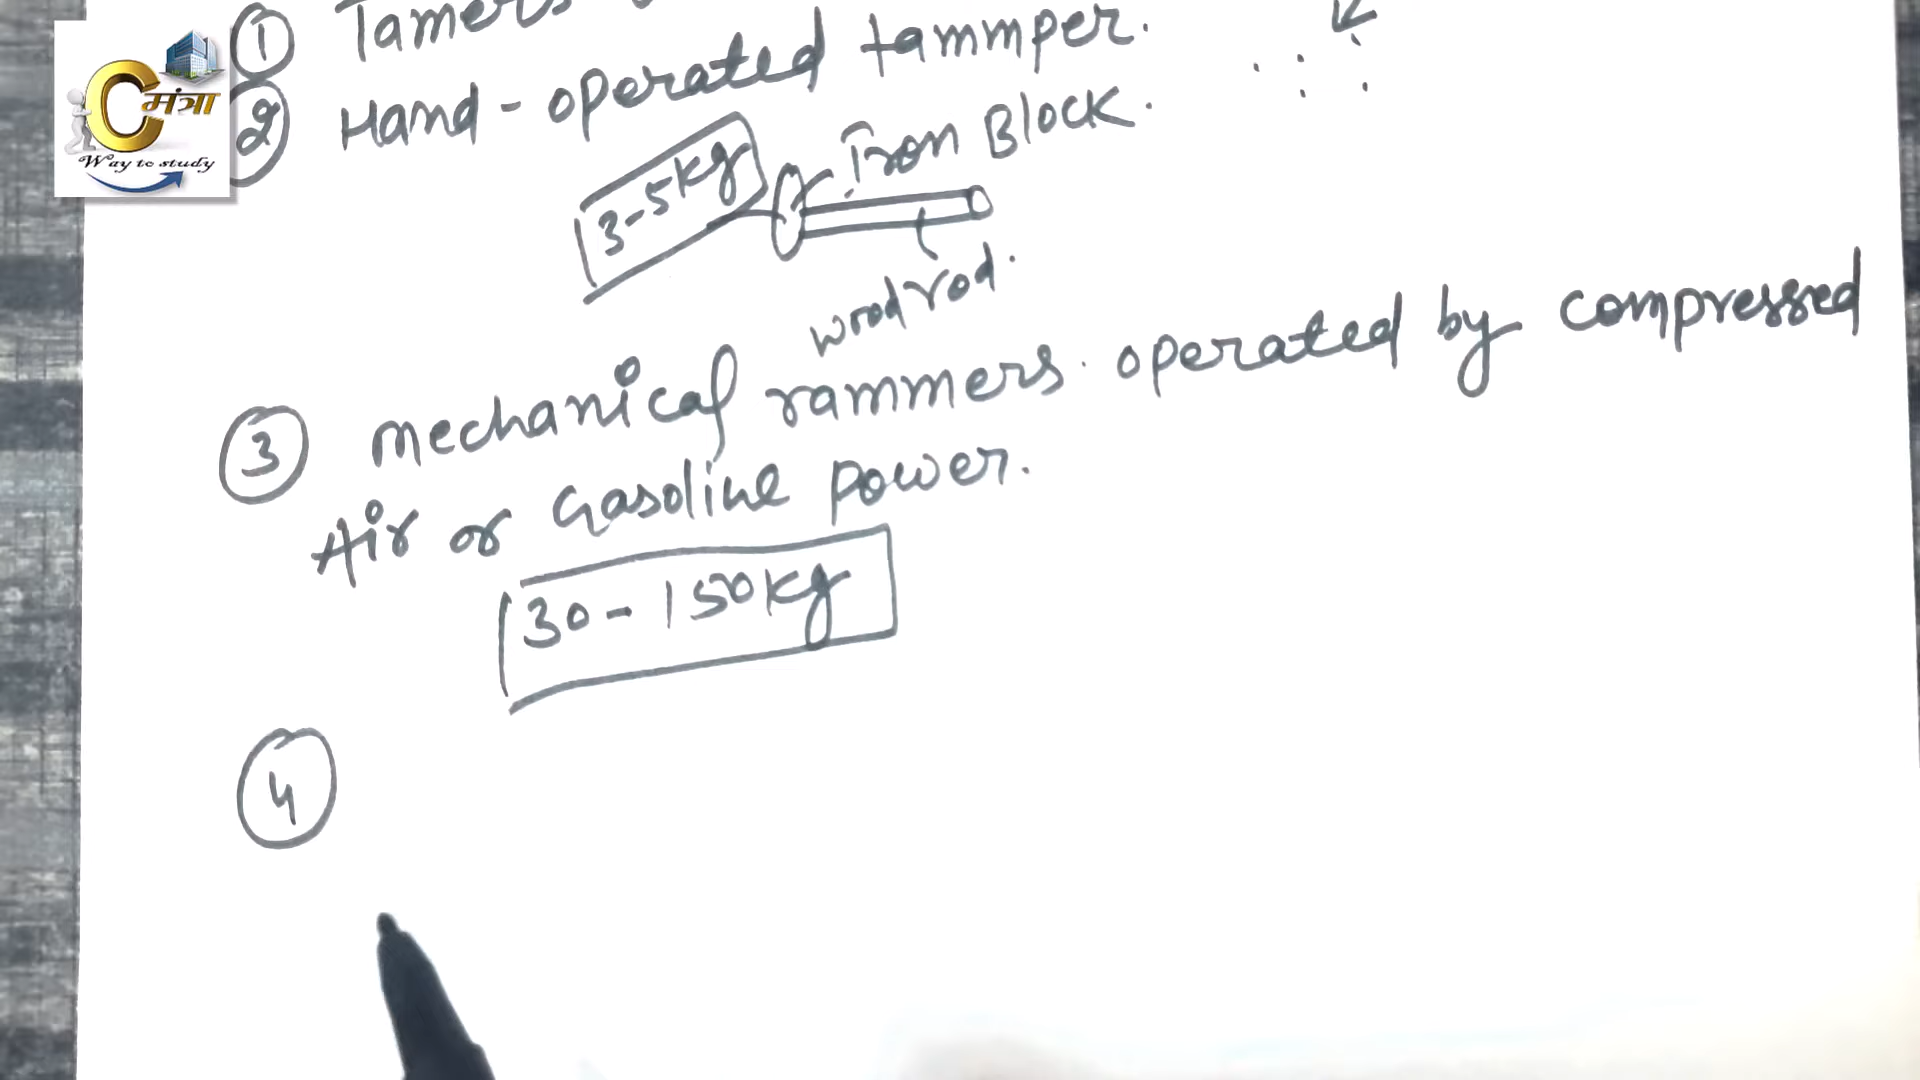 ① Tamers
② Hand-operated tammper.
3-5kg
Iron Block.
wood rod.
③ mechanical rammers. operated by compressed
Air or Gasoline power.
30-150kg
④
C मंत्रा
Way to study